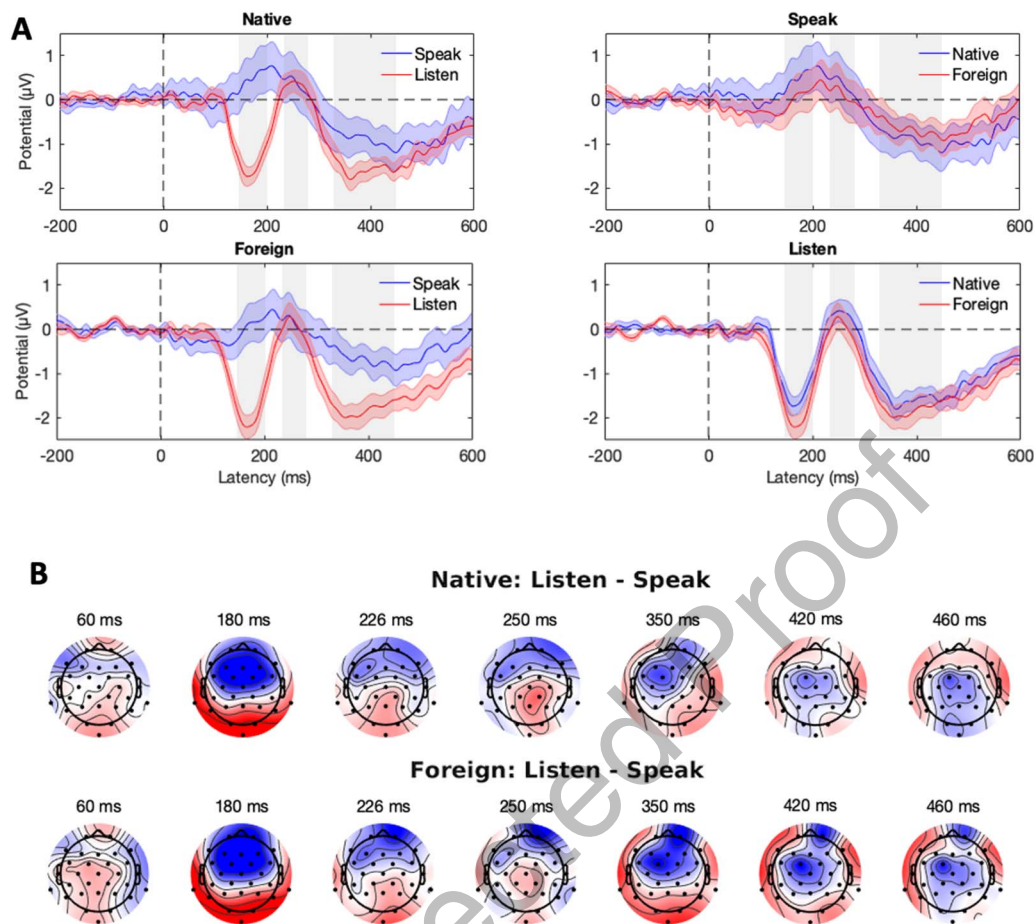 A
Native
Speak
Listen
Potential (µV)
1
0
-1
-2
-200
0
200
400
600
Speak
Native
Foreign
1
0
-1
-2
-200
0
200
400
600
Foreign
Speak
Listen
Potential (µV)
1
0
-1
-2
-200
0
200
400
600
Latency (ms)
Listen
Native
Foreign
1
0
-1
-2
-200
0
200
400
600
Latency (ms)
B
Native: Listen - Speak
60 ms 180 ms 226 ms 250 ms 350 ms 420 ms 460 ms
Foreign: Listen - Speak
60 ms 180 ms 226 ms 250 ms 350 ms 420 ms 460 ms
ted Proof